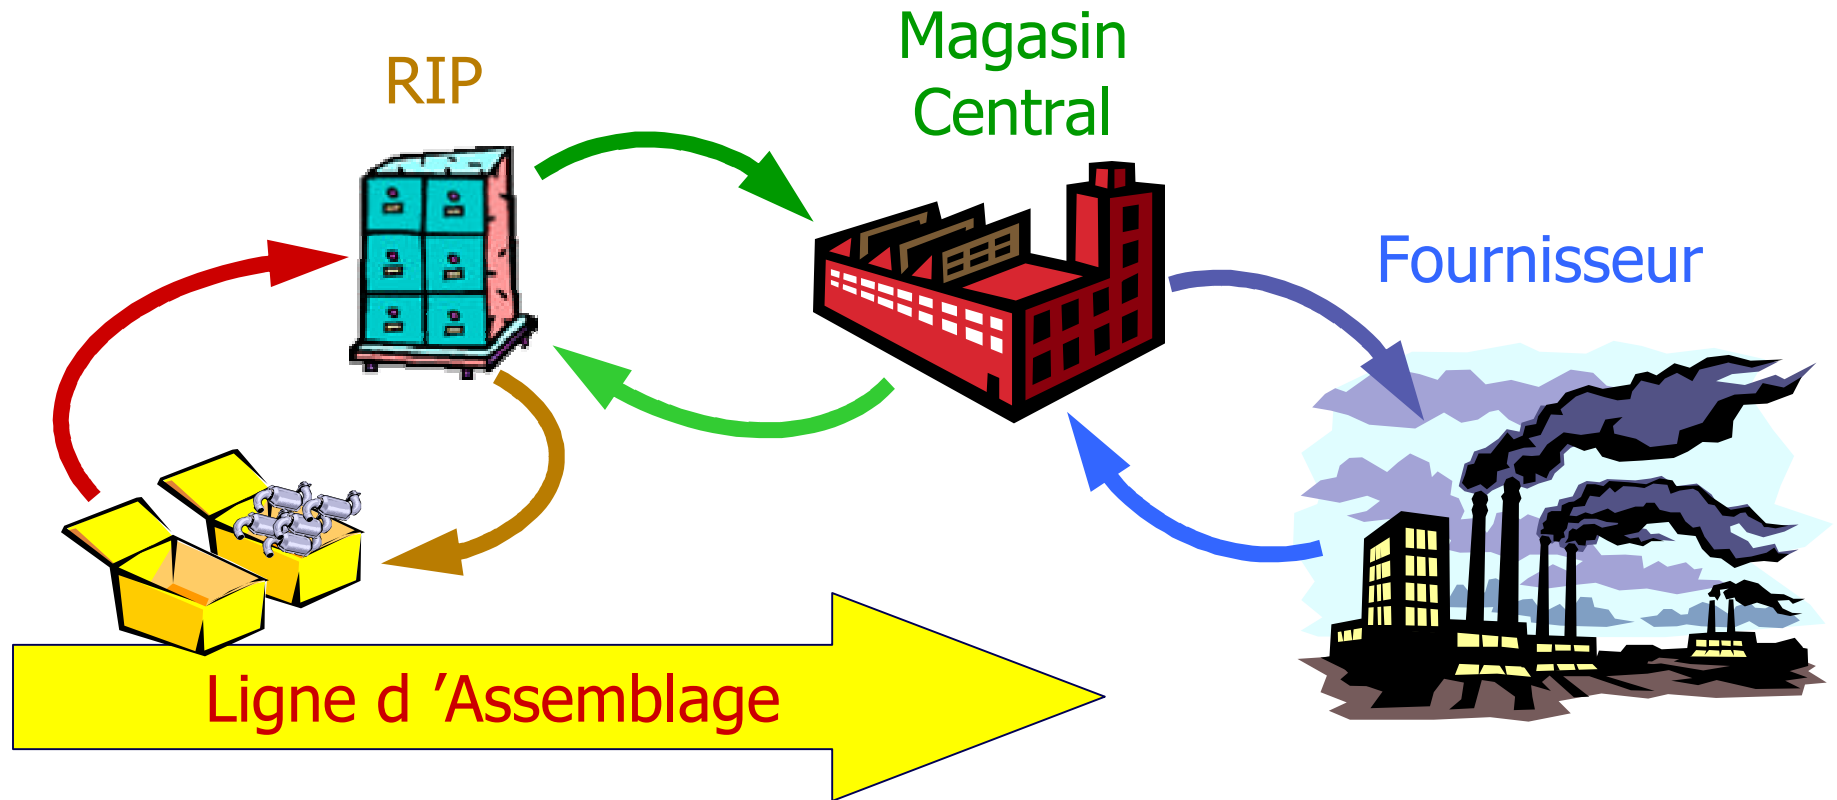 RIP
Magasin
Central
Fournisseur
Ligne d ’Assemblage